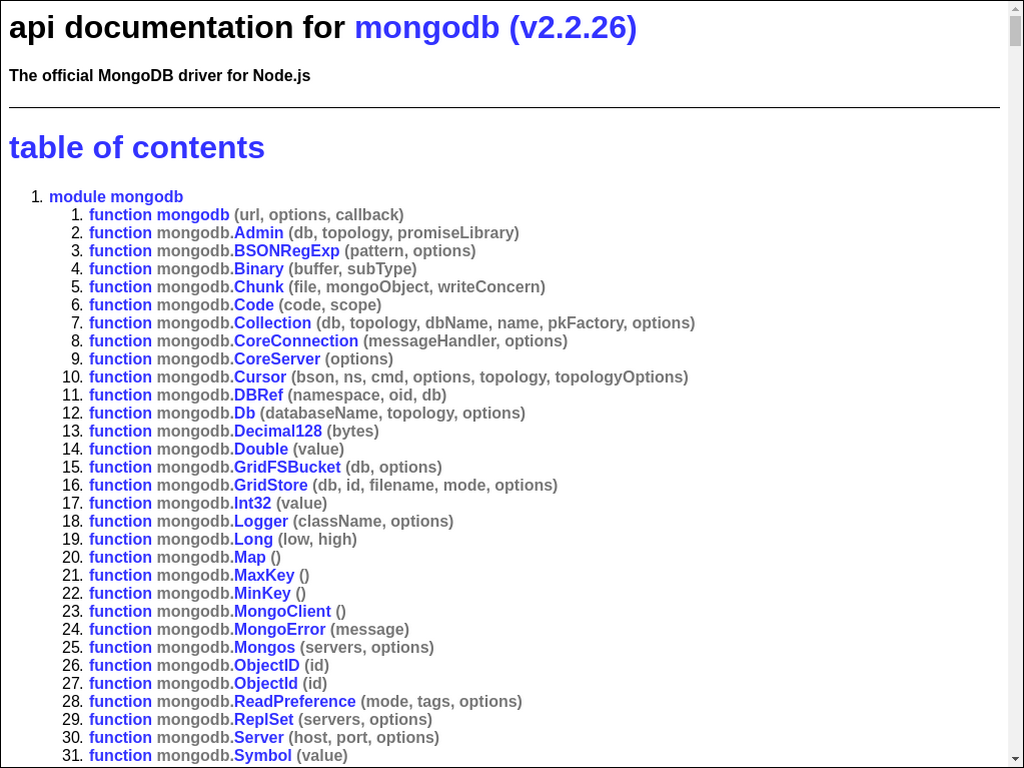 api documentation for mongodb (v2.2.26)
The official MongoDB driver for Node.js
table of contents
1. module mongodb
1. function mongodb (url, options, callback)
2. function mongodb.Admin (db, topology, promiseLibrary)
3. function mongodb.BSONRegExp (pattern, options)
4. function mongodb.Binary (buffer, subType)
5. function mongodb.Chunk (file, mongoObject, writeConcern)
6. function mongodb.Code (code, scope)
7. function mongodb.Collection (db, topology, dbName, name, pkFactory, options)
8. function mongodb.CoreConnection (messageHandler, options)
9. function mongodb.CoreServer (options)
10. function mongodb.Cursor (bson, ns, cmd, options, topology, topologyOptions)
11. function mongodb.DBRef (namespace, oid, db)
12. function mongodb.Db (databaseName, topology, options)
13. function mongodb.Decimal128 (bytes)
14. function mongodb.Double (value)
15. function mongodb.GridFSBucket (db, options)
16. function mongodb.GridStore (db, id, filename, mode, options)
17. function mongodb.Int32 (value)
18. function mongodb.Logger (className, options)
19. function mongodb.Long (low, high)
20. function mongodb.Map ()
21. function mongodb.MaxKey ()
22. function mongodb.MinKey ()
23. function mongodb.MongoClient ()
24. function mongodb.MongoError (message)
25. function mongodb.Mongos (servers, options)
26. function mongodb.ObjectID (id)
27. function mongodb.ObjectId (id)
28. function mongodb.ReadPreference (mode, tags, options)
29. function mongodb.ReplSet (servers, options)
30. function mongodb.Server (host, port, options)
31. function mongodb.Symbol (value)